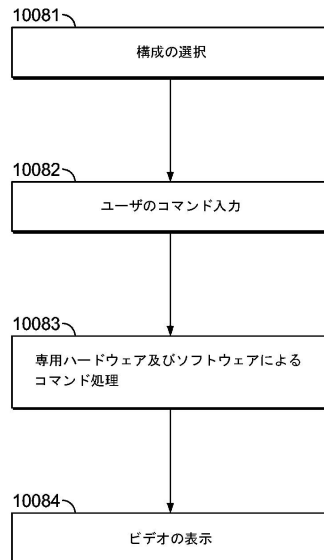 10081
構成の選択
10082
ユーザのコマンド入力
10083
専用ハードウェア及びソフトウェアによる
コマンド処理
10084
ビデオの表示